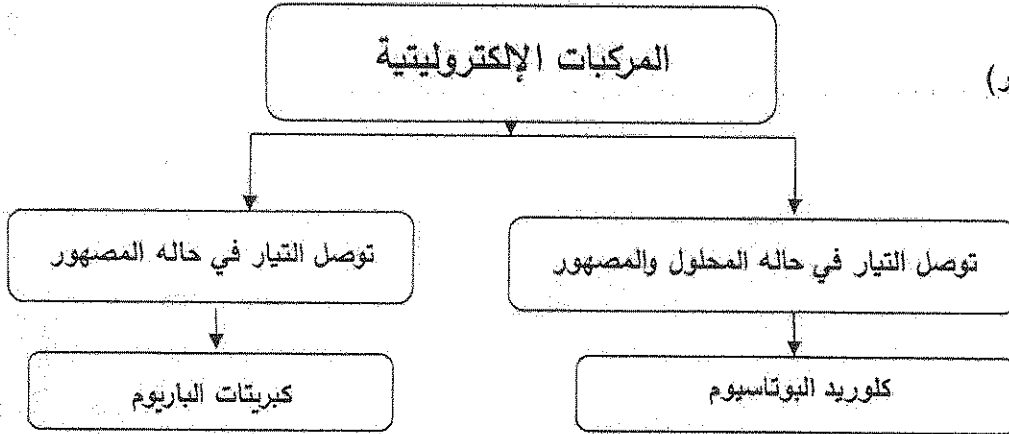 المركبات الإلكتروليتية
ر)
توصل التيار في حاله المحلول والمصهور
توصل التيار في حاله المصهور
كلوريد البوتاسيوم
كبريتات الباريوم